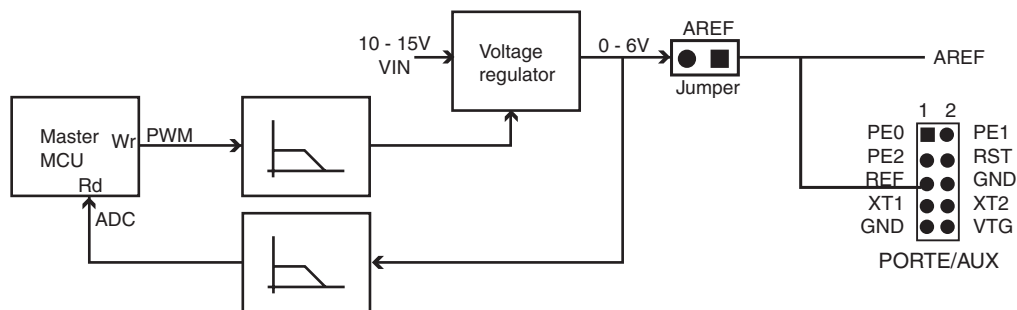 10 - 15V
VIN
Voltage
regulator
0 - 6V
AREF
Jumper
AREF
Master
MCU
Wr
Rd
PWM
ADC
1 2
PE0
PE1
PE2
RST
REF
GND
XT1
XT2
GND
VTG
PORTE/AUX